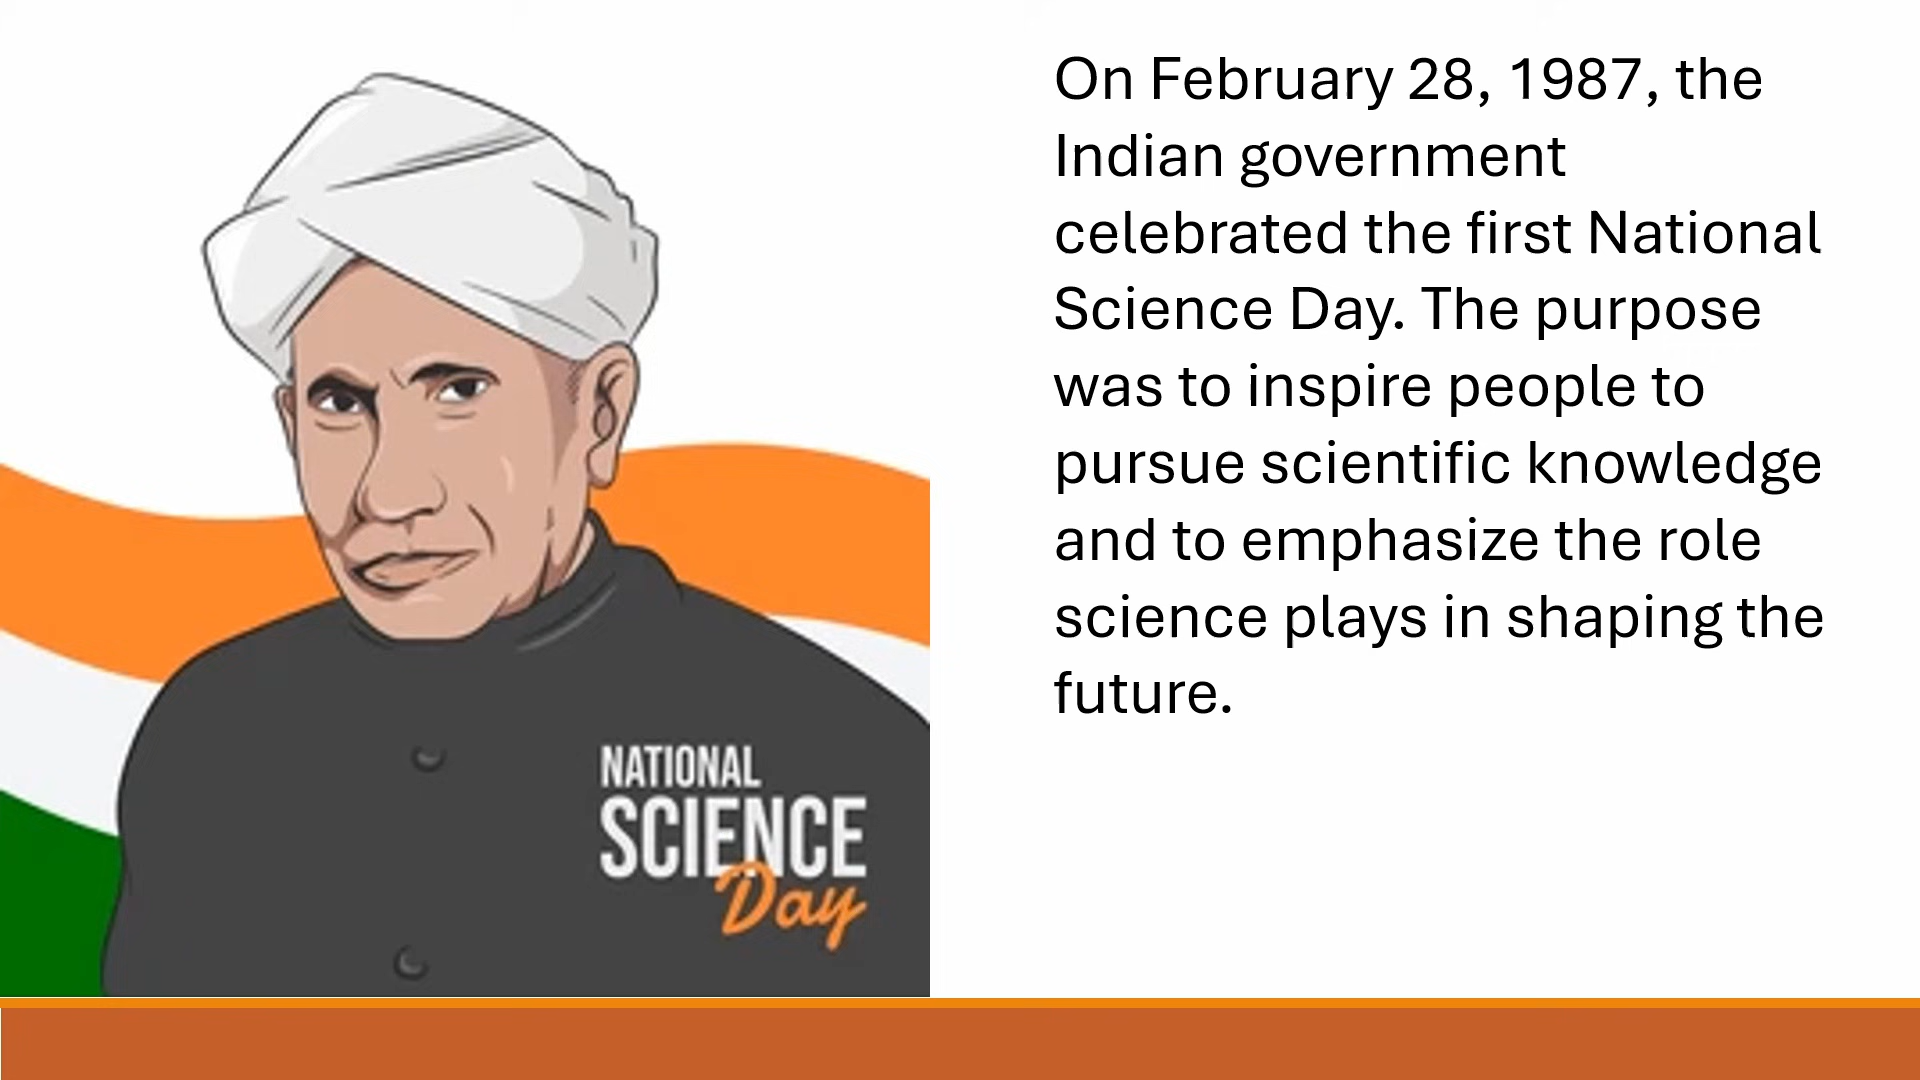 On February 28, 1987, the
Indian government
celebrated the first National
Science Day. The purpose
was to inspire people to
pursue scientific knowledge
and to emphasize the role
science plays in shaping the
future.
NATIONAL
SCIENCE
Day